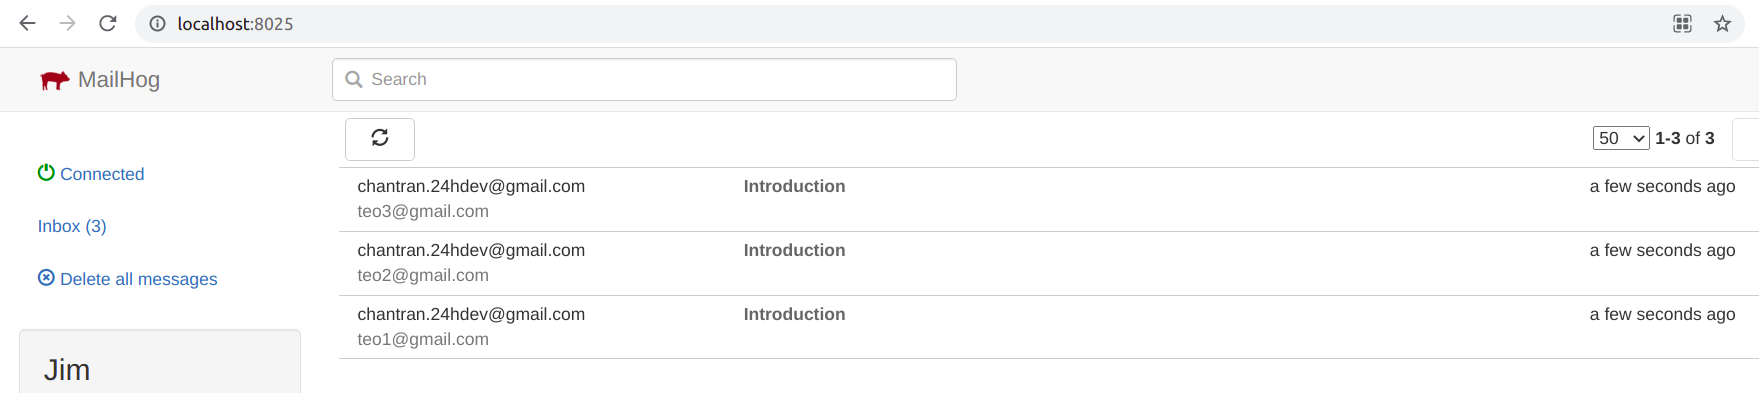 localhost:8025
MailHog
Search
50 1-3 of 3
Connected
Inbox (3)
Delete all messages
Jim
chantran.24hdev@gmail.com Introduction a few seconds ago
teo3@gmail.com
chantran.24hdev@gmail.com Introduction a few seconds ago
teo2@gmail.com
chantran.24hdev@gmail.com Introduction a few seconds ago
teo1@gmail.com